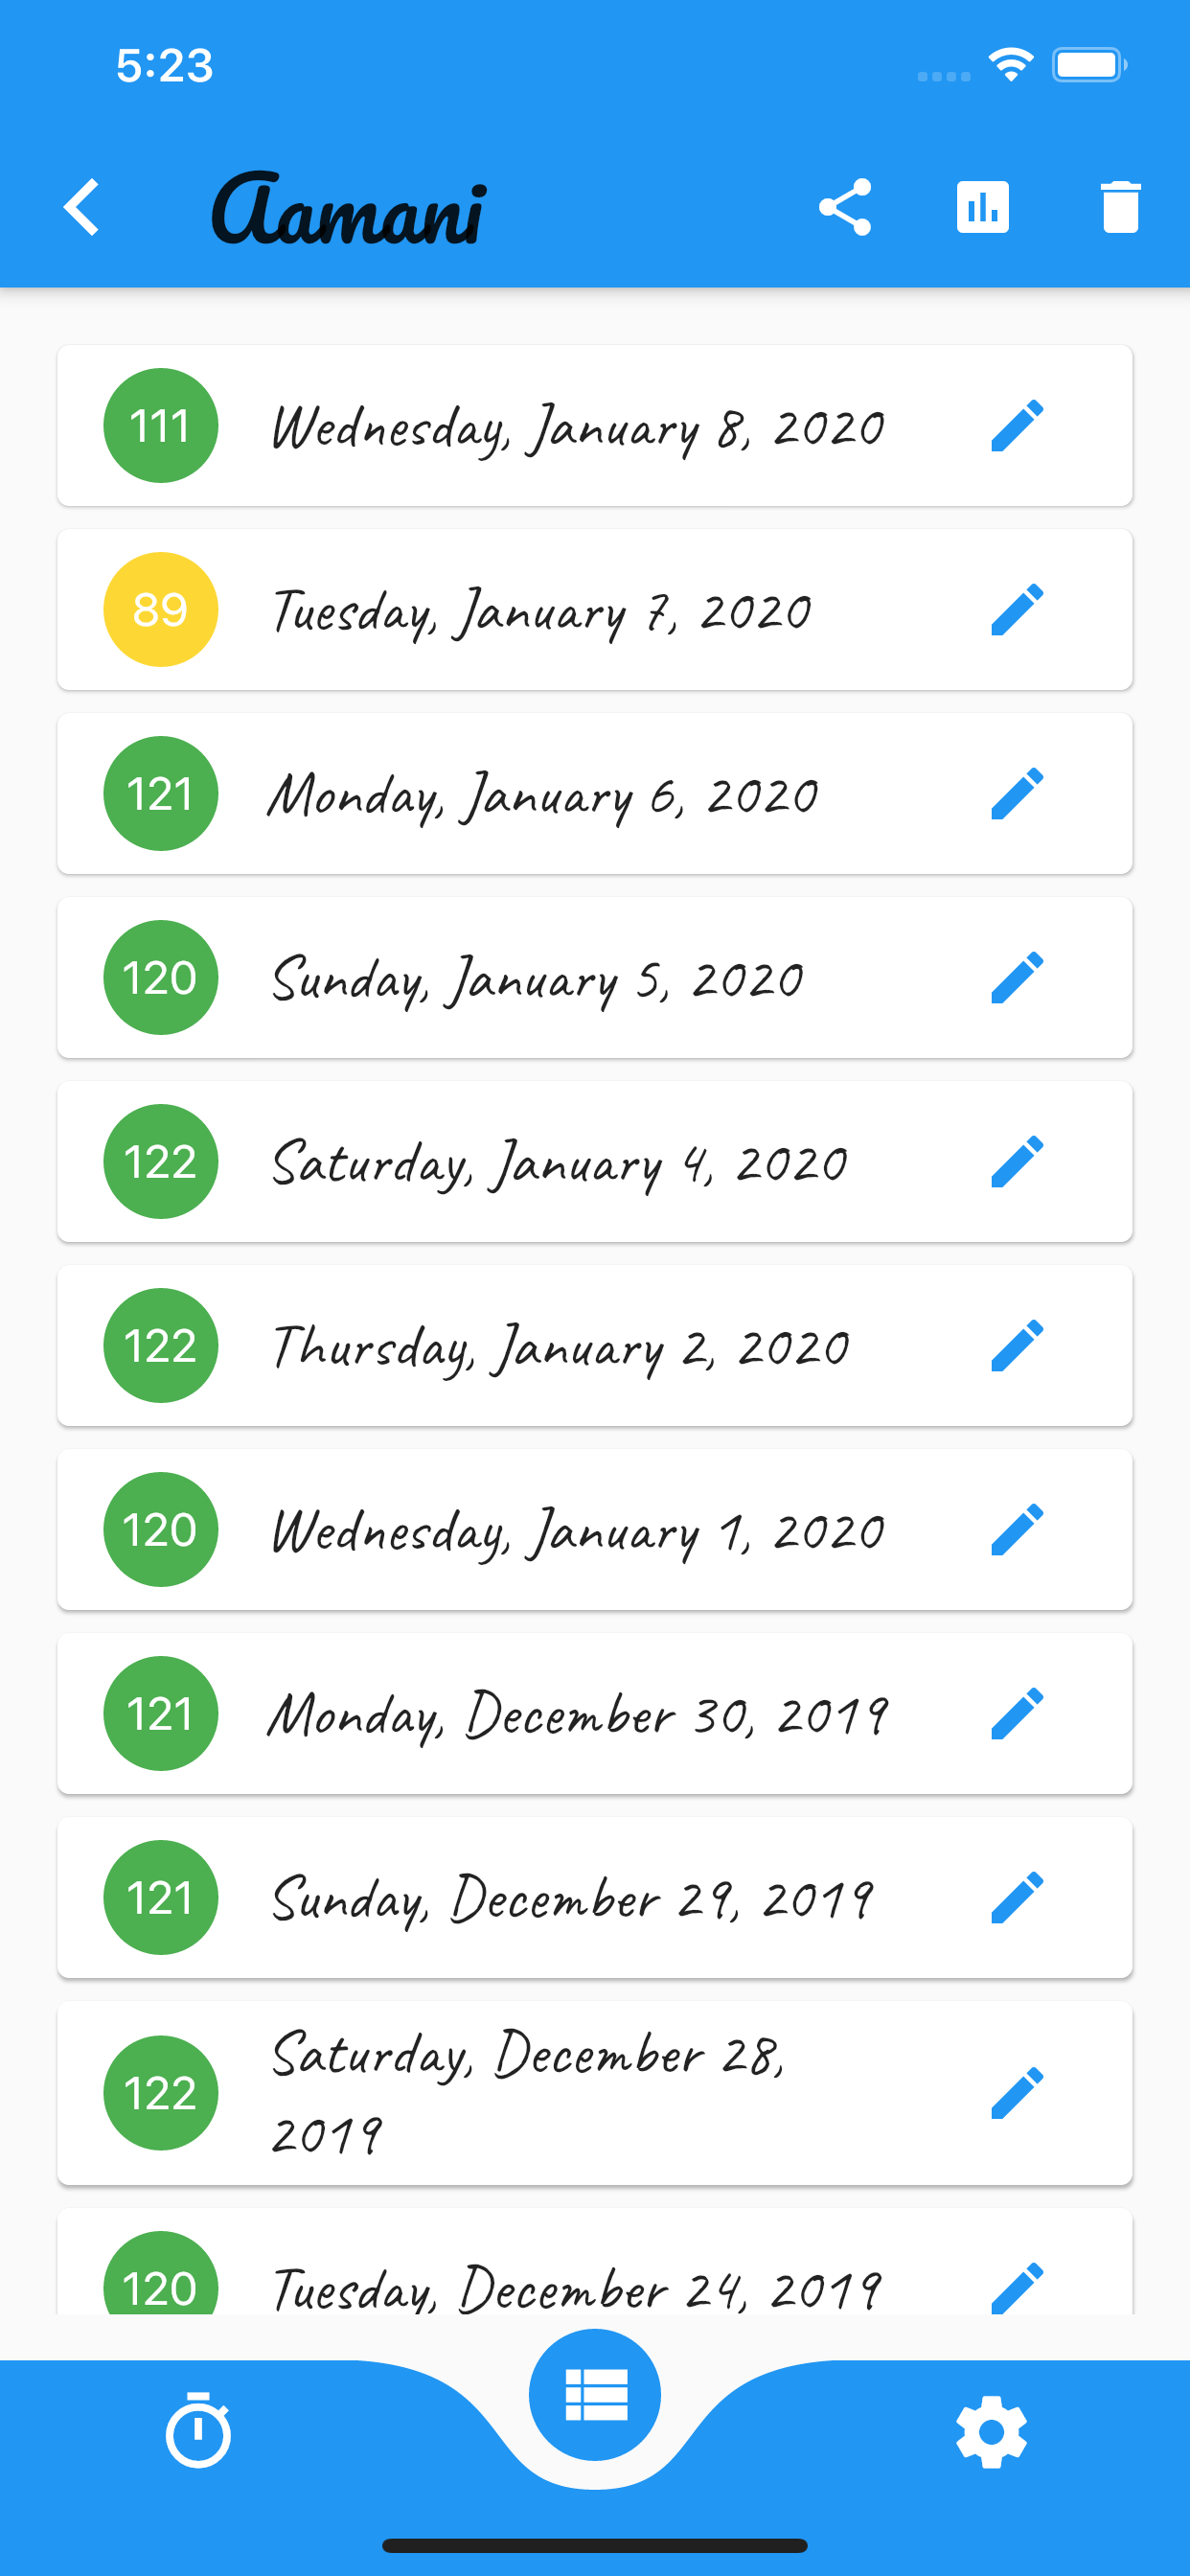 5:23
Aamani
111 Wednesday, January 8, 2020
89 Tuesday, January 7, 2020
121 Monday, January 6, 2020
120 Sunday, January 5, 2020
122 Saturday, January 4, 2020
122 Thursday, January 2, 2020
120 Wednesday, January 1, 2020
121 Monday, December 30, 2019
121 Sunday, December 29, 2019
122 Saturday, December 28,
2019
120 Tuesday, December 24, 2019